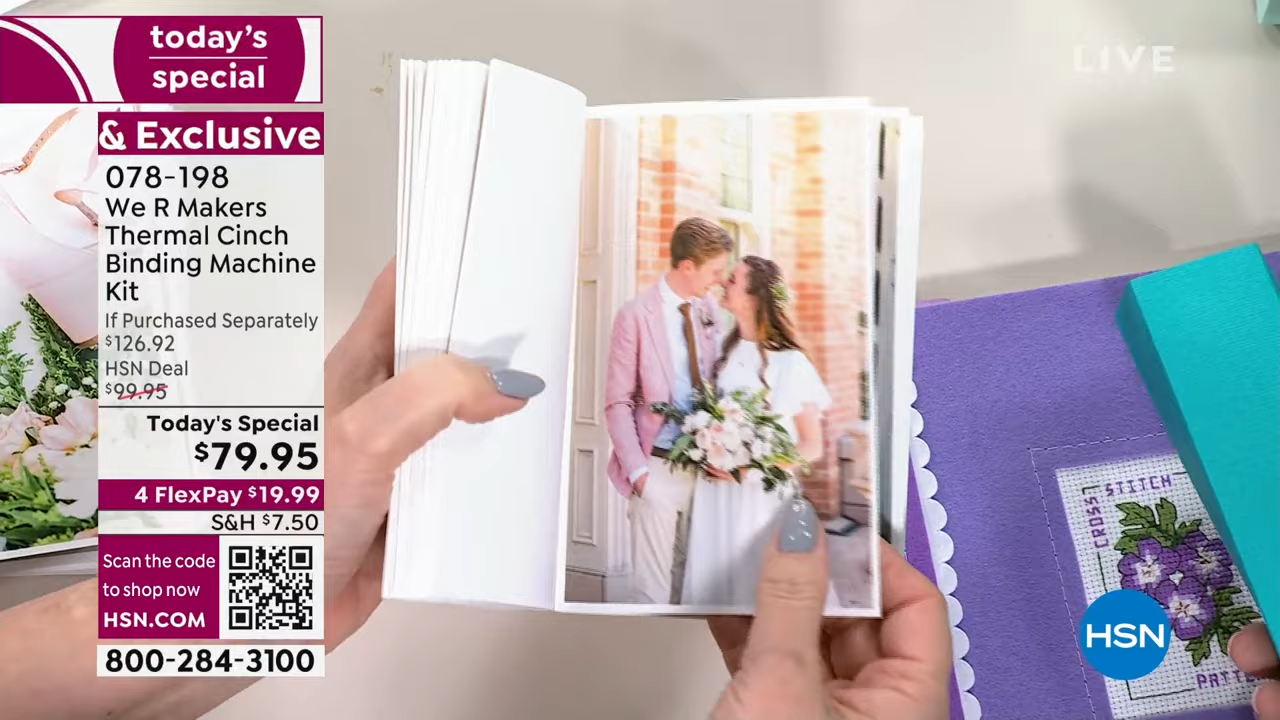 today's
special
LIVE
& Exclusive
078-198
We R Makers
Thermal Cinch
Binding Machine
Kit
If Purchased Separately
$126.92
HSN Deal
$99.95
Today's Special
$79.95
4 FlexPay $19.99
S&H $7.50
Scan the code
to shop now
HSN.COM
800-284-3100
CROSS STITCH
HSN